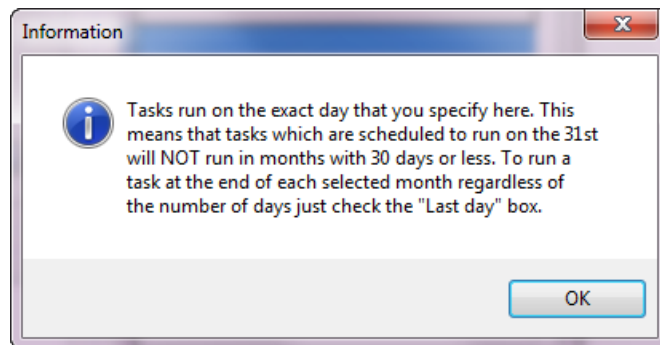 Information
Tasks run on the exact day that you specify here. This
means that tasks which are scheduled to run on the 31st
will NOT run in months with 30 days or less. To run a
task at the end of each selected month regardless of
the number of days just check the "Last day" box.
OK